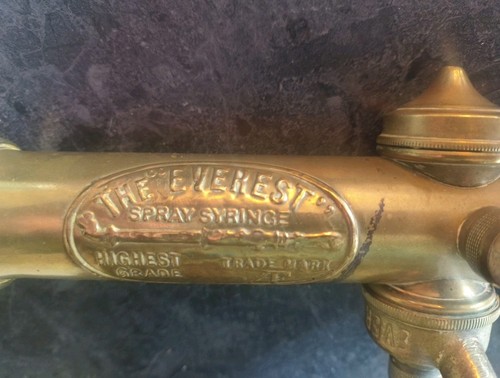 THE "EVEREST"
SPRAY SYRINGE
HIGHEST TRADE MARK
GRADE